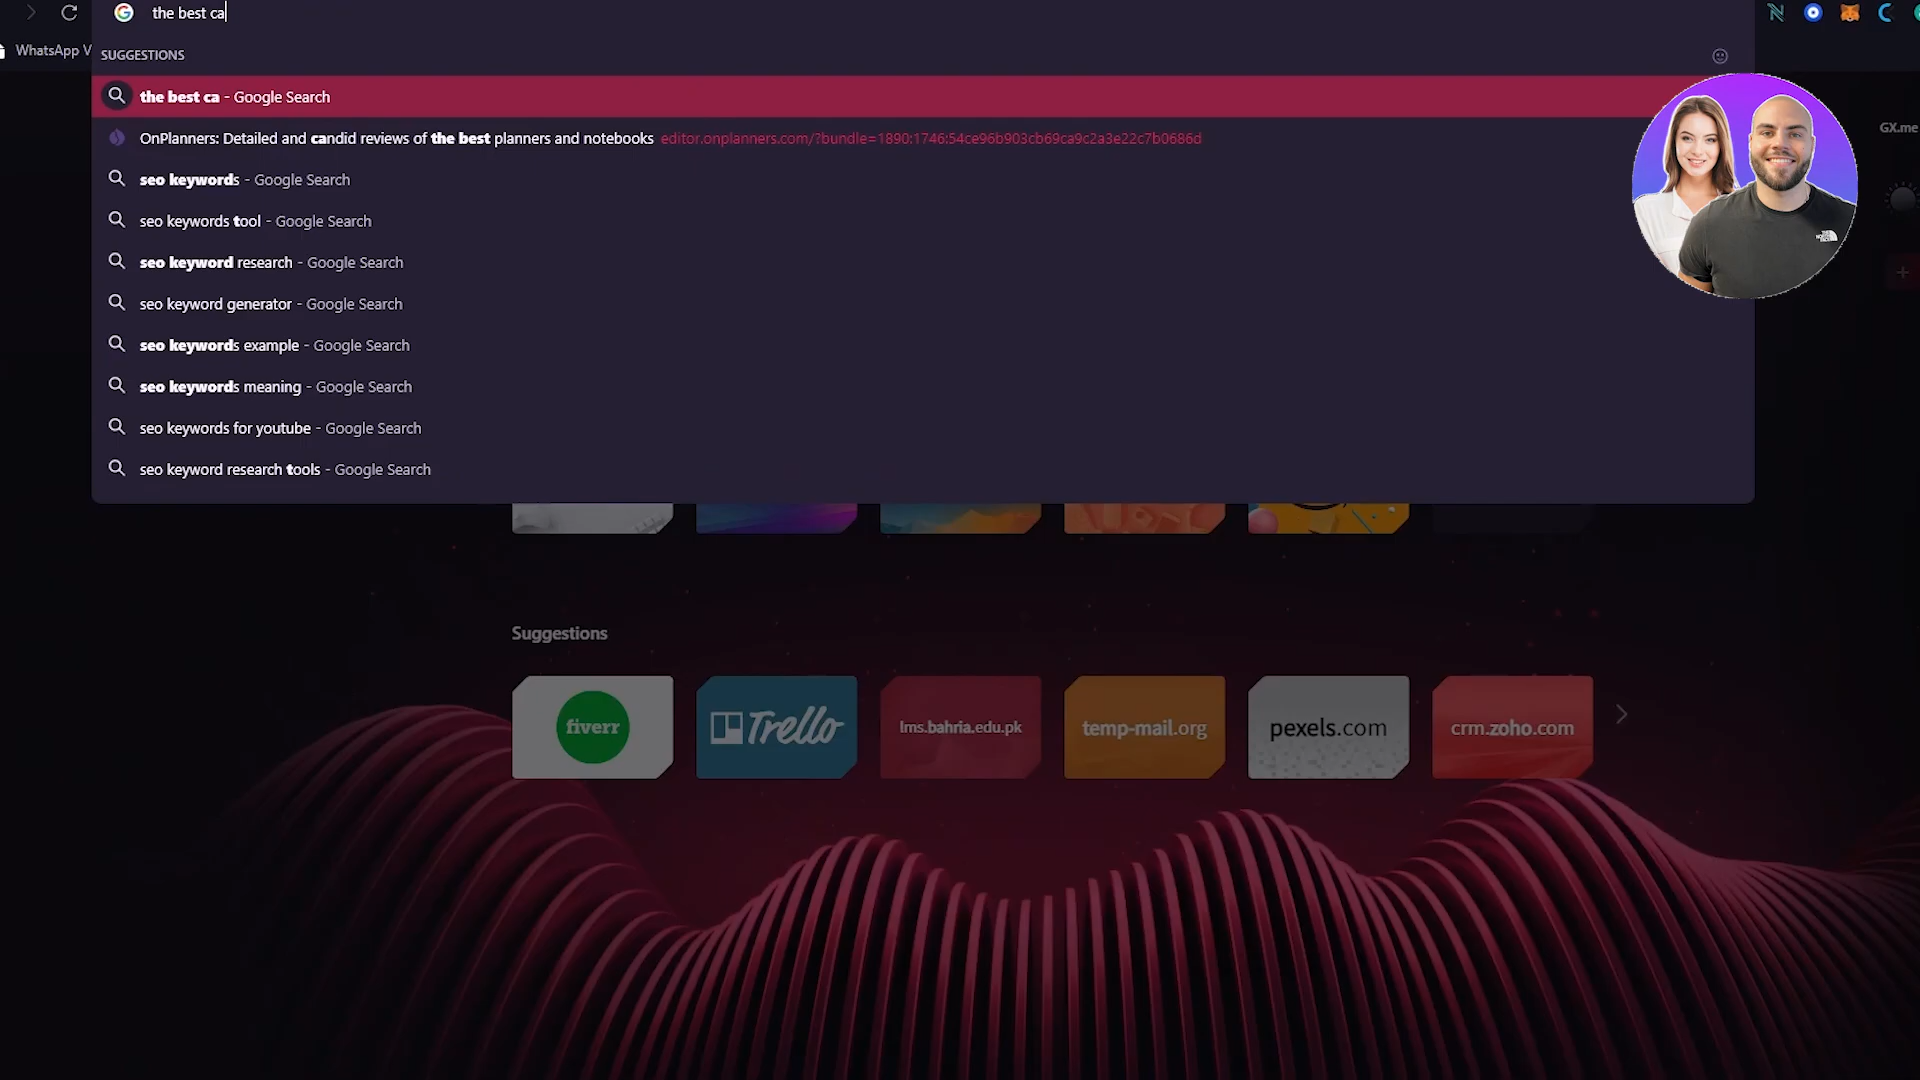 the best ca
WhatsApp
SUGGESTIONS
the best ca - Google Search
OnPlanners: Detailed and candid reviews of the best planners and notebooks editor.onplanners.com/?bundle=1890:1746:54ce96b903cb69ca9c2a3e22c7b0686d
GX.me
seo keywords - Google Search
seo keywords tool - Google Search
THE NORTH FACE
seo keyword research - Google Search
seo keyword generator - Google Search
seo keywords example - Google Search
seo keywords meaning - Google Search
seo keywords for youtube - Google Search
seo keyword research tools - Google Search
Suggestions
fiverr
Trello
lms.bahria.edu.pk
temp-mail.org
pexels.com
crm.zoho.com